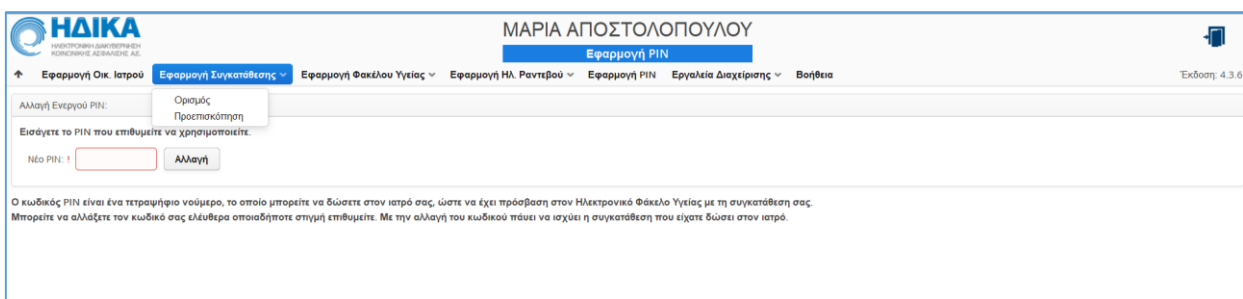 ΗΔΙΚΑ
ΗΛΕΚΤΡΟΝΙΚΗ ΔΙΑΚΥΒΕΡΝΗΣΗ
ΚΟΙΝΩΝΙΚΗΣ ΑΣΦΑΛΙΣΗΣ Α.Ε.
ΜΑΡΙΑ ΑΠΟΣΤΟΛΟΠΟΥΛΟΥ
Εφαρμογή PIN
Εφαρμογή Οικ. Ιατρού Εφαρμογή Συγκατάθεσης Εφαρμογή Φακέλου Υγείας Εφαρμογή Ηλ. Ραντεβού Εφαρμογή PIN Εργαλεία Διαχείρισης Βοήθεια Έκδοση: 4.3.6
Αλλαγή Ενεργού PIN:
Ορισμός
Προεπισκόπηση
Εισάγετε το PIN που επιθυμείτε να χρησιμοποιείτε.
Νέο PIN: ! Αλλαγή
Ο κωδικός PIN είναι ένα τετραψήφιο νούμερο, το οποίο μπορείτε να δώσετε στον ιατρό σας, ώστε να έχει πρόσβαση στον Ηλεκτρονικό Φάκελο Υγείας με τη συγκατάθεση σας.
Μπορείτε να αλλάξετε τον κωδικό σας ελεύθερα οποιαδήποτε στιγμή επιθυμείτε. Με την αλλαγή του κωδικού παύει να ισχύει η συγκατάθεση που είχατε δώσει στον ιατρό.